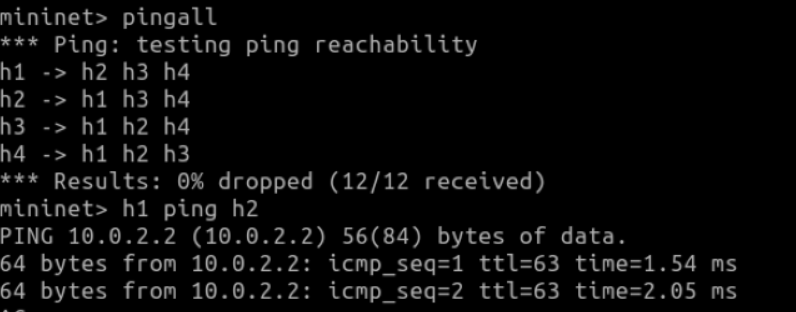 mininet> pingall
*** Ping: testing ping reachability
h1 -> h2 h3 h4
h2 -> h1 h3 h4
h3 -> h1 h2 h4
h4 -> h1 h2 h3
*** Results: 0% dropped (12/12 received)
mininet> h1 ping h2
PING 10.0.2.2 (10.0.2.2) 56(84) bytes of data.
64 bytes from 10.0.2.2: icmp_seq=1 ttl=63 time=1.54 ms
64 bytes from 10.0.2.2: icmp_seq=2 ttl=63 time=2.05 ms